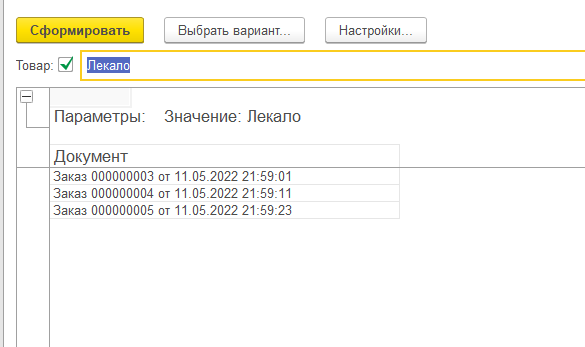 Сформировать Выбрать вариант... Настройки...
Товар: Лекало
Параметры: Значение: Лекало
Документ
Заказ 000000003 от 11.05.2022 21:59:01
Заказ 000000004 от 11.05.2022 21:59:11
Заказ 000000005 от 11.05.2022 21:59:23